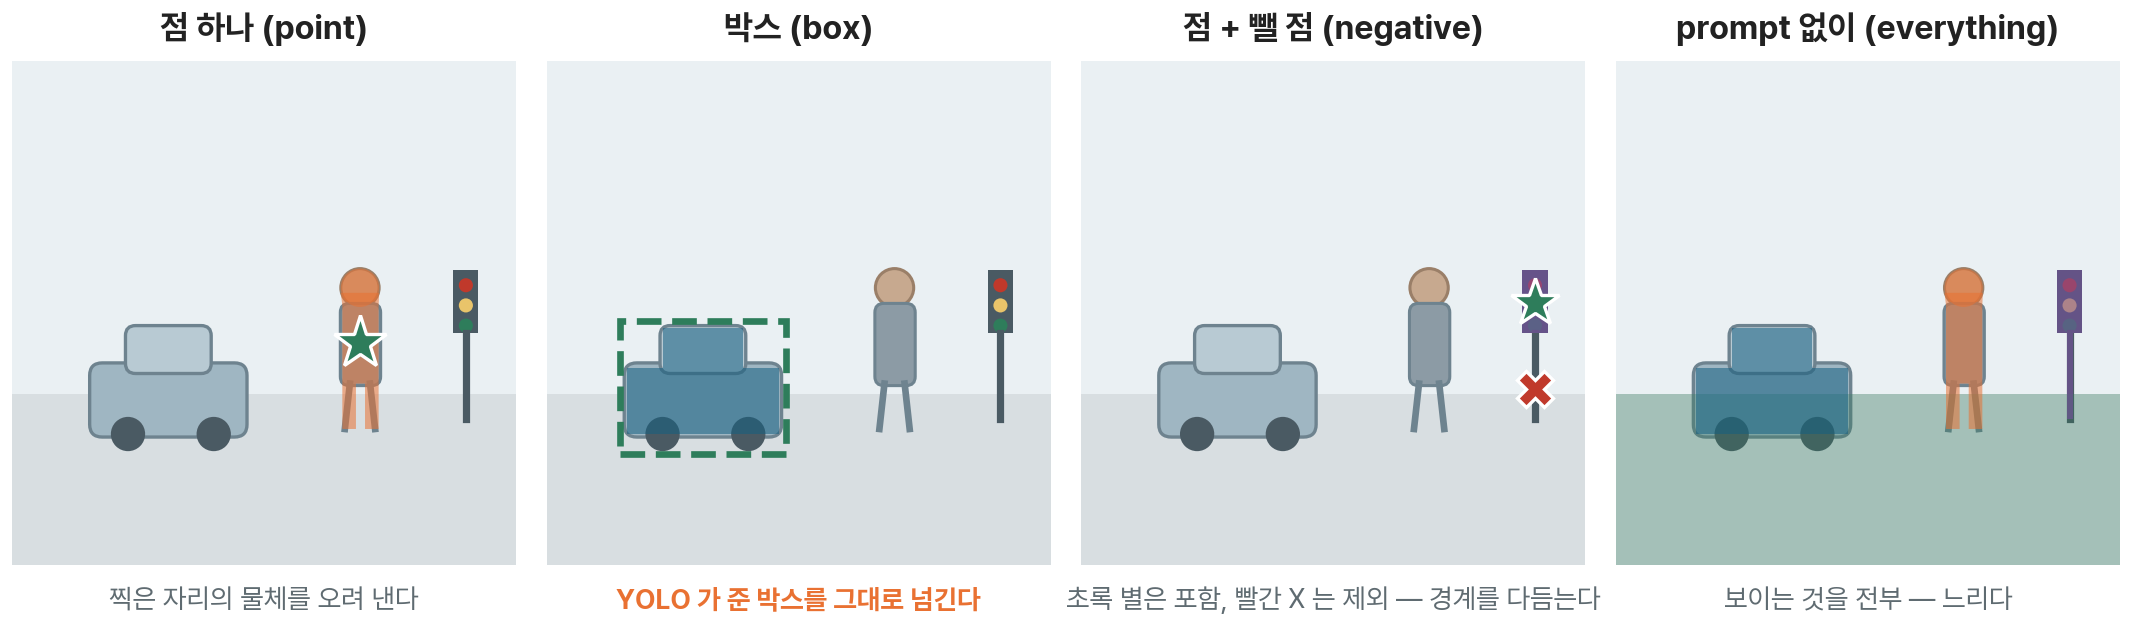 점 하나 (point)
박스 (box)
점 + 뺄 점 (negative)
prompt 없이 (everything)
찍은 자리의 물체를 오려 낸다
YOLO 가 준 박스를 그대로 넘긴다
초록 별은 포함, 빨간 X 는 제외 — 경계를 다듬는다
보이는 것을 전부 — 느리다